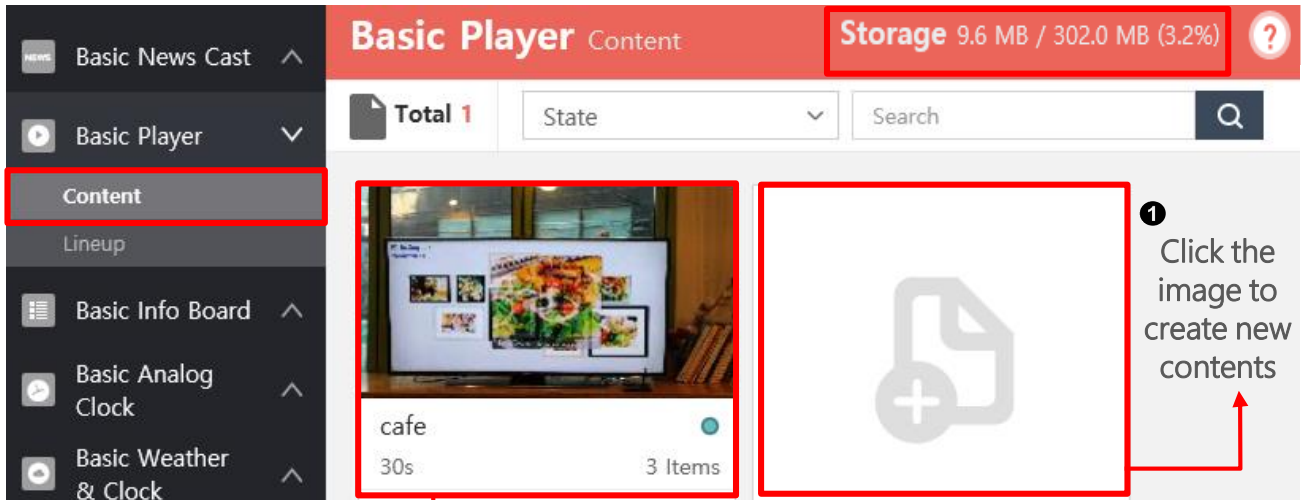 NEWS
Basic News Cast
Basic Player
Content
Lineup
Basic Info Board
Basic Analog
Clock
Basic Weather
& Clock
Basic Player Content
Storage 9.6 MB / 302.0 MB (3.2%)
?
Total 1
State
Search
cafe
30s
3 Items
❶
Click the
image to
create new
contents